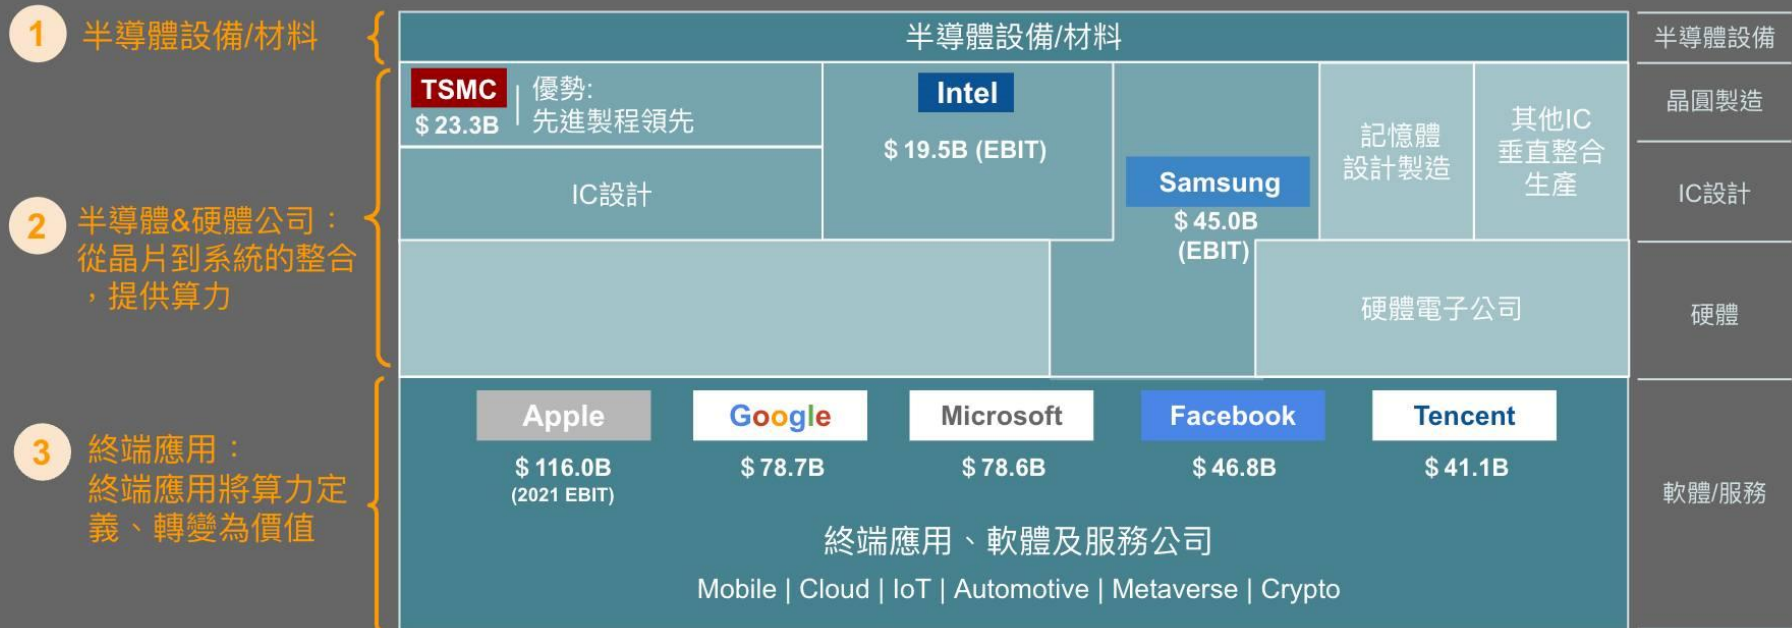 1 半導體設備/材料
半導體設備/材料
半導體設備
TSMC
$ 23.3B
優勢:
先進製程領先
Intel
$ 19.5B (EBIT)
Samsung
$ 45.0B
(EBIT)
記憶體
設計製造
其他IC
垂直整合
生產
晶圓製造
IC設計
IC設計
2 半導體&硬體公司：
從晶片到系統的整合
，提供算力
硬體電子公司
硬體
3 終端應用：
終端應用將算力定
義、轉變為價值
Apple
$ 116.0B
(2021 EBIT)
Google
$ 78.7B
Microsoft
$ 78.6B
Facebook
$ 46.8B
Tencent
$ 41.1B
軟體/服務
終端應用、軟體及服務公司
Mobile | Cloud | IoT | Automotive | Metaverse | Crypto